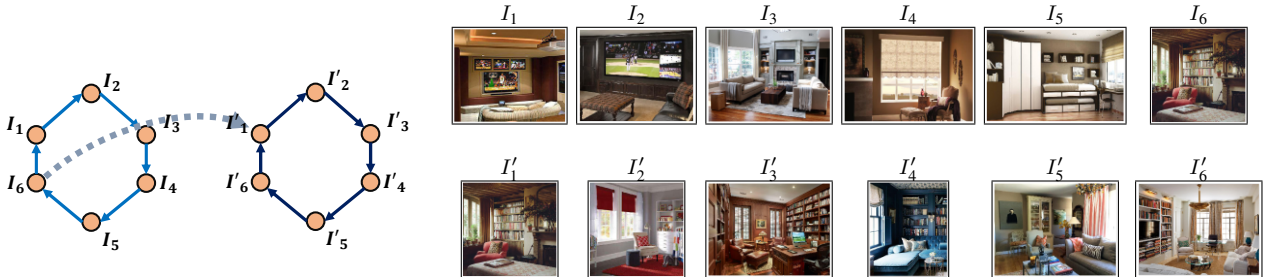 I₁ I₂ I₃ I₄ I₅ I₆
I₂
I'₂
I₁
I₃
I'₁
I'₃
I₆
I₄
I'₆
I'₄
I₅
I'₅
I'₁ I'₂ I'₃ I'₄ I'₅ I'₆